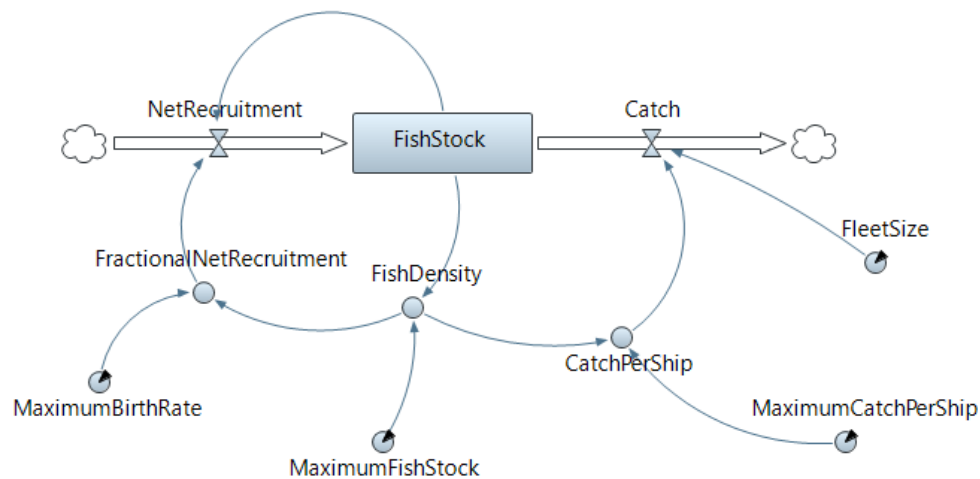 NetRecruitment
Catch
FishStock
FleetSize
FractionalNetRecruitment
FishDensity
CatchPerShip
MaximumBirthRate
MaximumCatchPerShip
MaximumFishStock